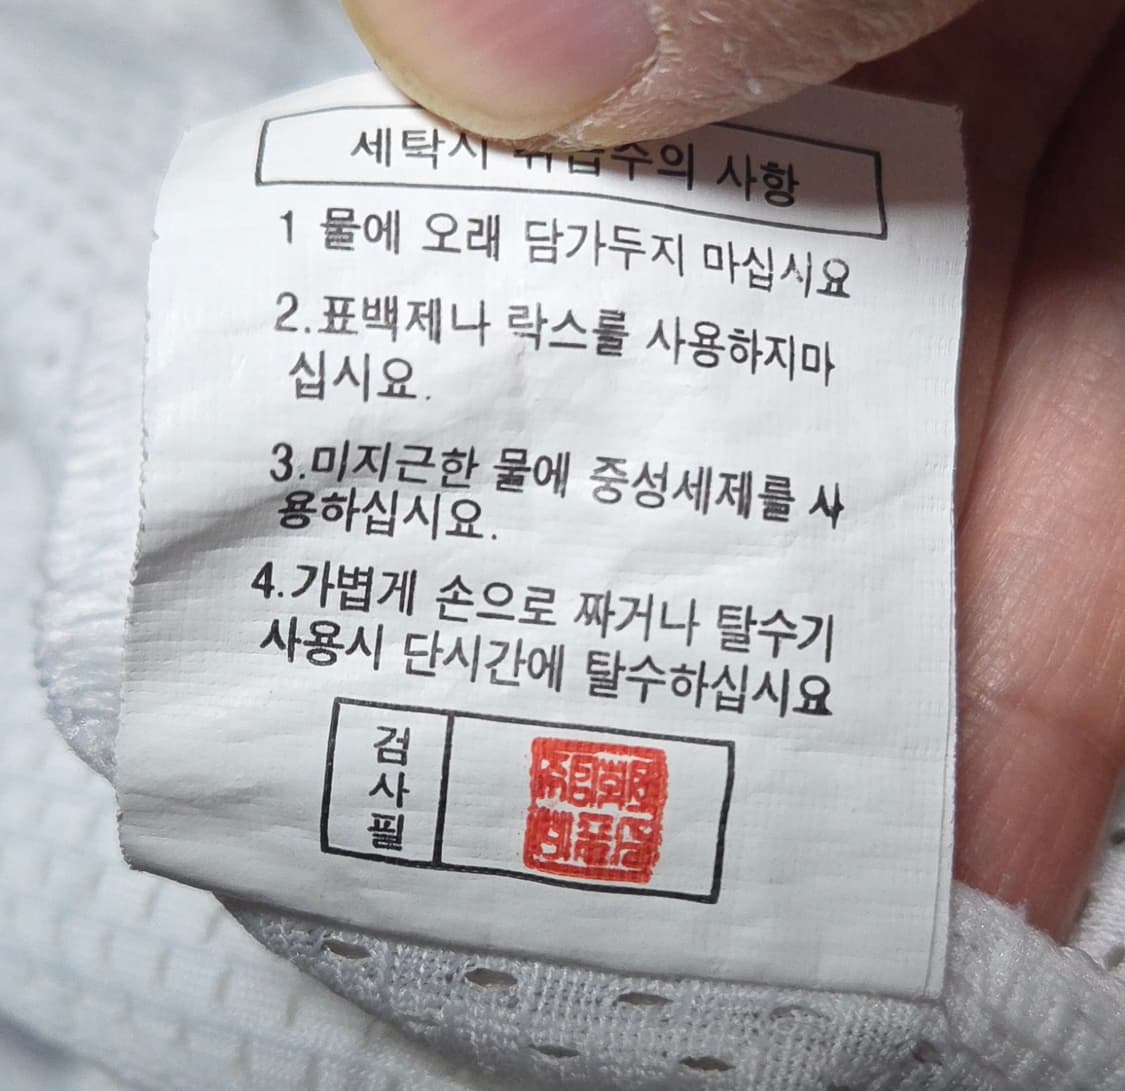 세탁시 취급주의 사항
1 물에 오래 담가두지 마십시요
2.표백제나 락스를 사용하지마
십시요.
3.미지근한 물에 중성세제를 사
용하십시요.
4.가볍게 손으로 짜거나 탈수기
사용시 단시간에 탈수하십시요
검
사
필